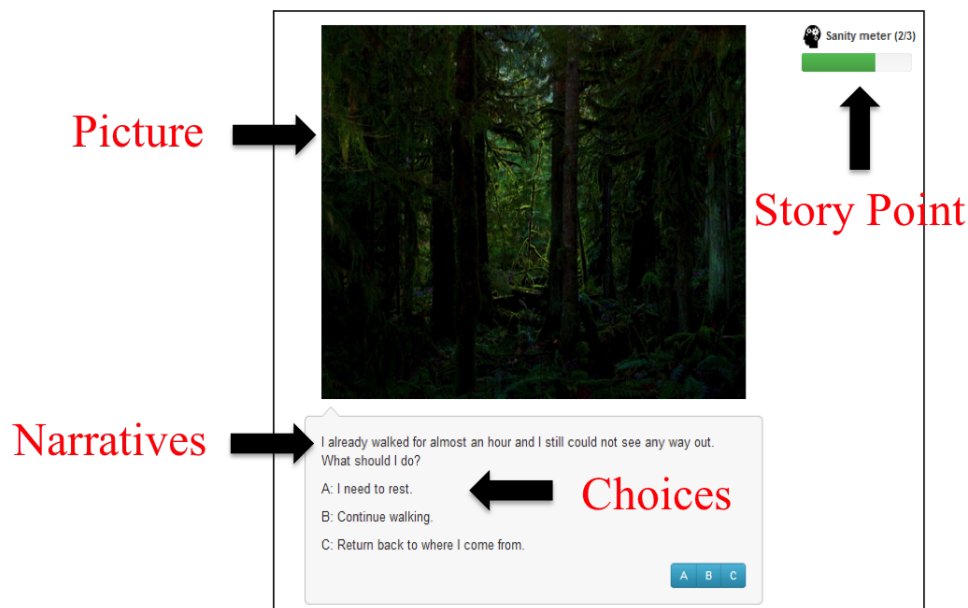 Sanity meter (2/3)
Picture
Story Point
Narratives
I already walked for almost an hour and I still could not see any way out.
What should I do?
A: I need to rest.
Choices
B: Continue walking.
C: Return back to where I come from.
A B C